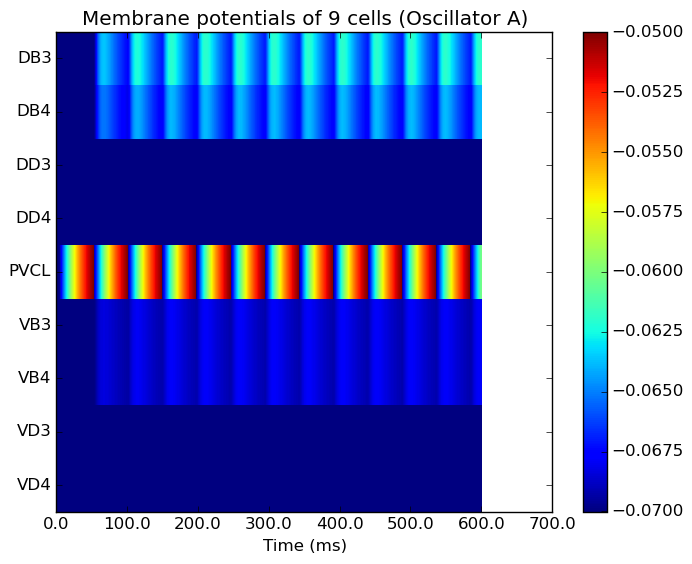 Membrane potentials of 9 cells (Oscillator A)
DB3
DB4
DD3
DD4
PVCL
VB3
VB4
VD3
VD4
0.0 100.0 200.0 300.0 400.0 500.0 600.0 700.0
Time (ms)
−0.0500
−0.0525
−0.0550
−0.0575
−0.0600
−0.0625
−0.0650
−0.0675
−0.0700